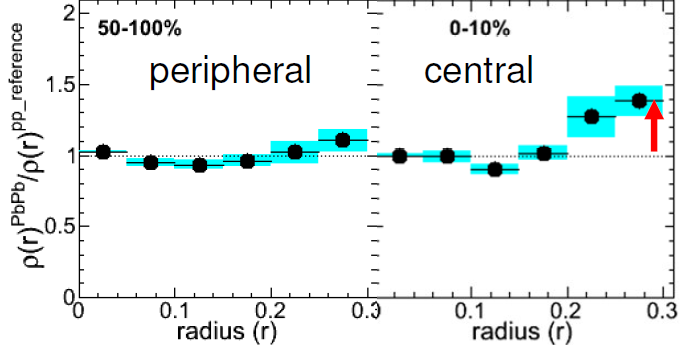 2
1.5
1
0.5
0
ρ(r)^PbPb/ρ(r)^pp_reference
50-100%
peripheral
0 0.1 0.2 0.3
radius (r)
0-10%
central
0.1 0.2 0.3
radius (r)